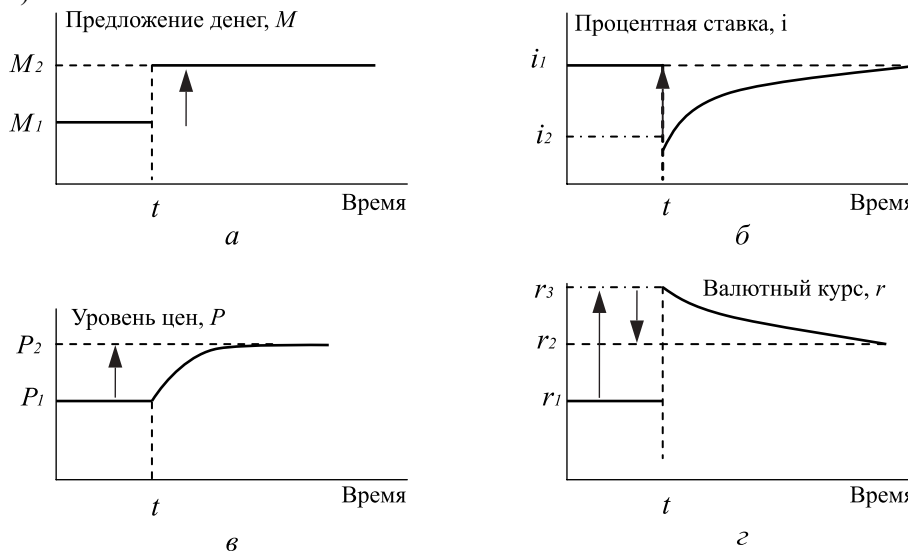 )
Предложение денег, M
M2
M1
t
Время
а
Процентная ставка, i
i1
i2
t
Время
б
Уровень цен, P
P2
P1
t
Время
в
Валютный курс, r
r3
r2
r1
t
Время
г